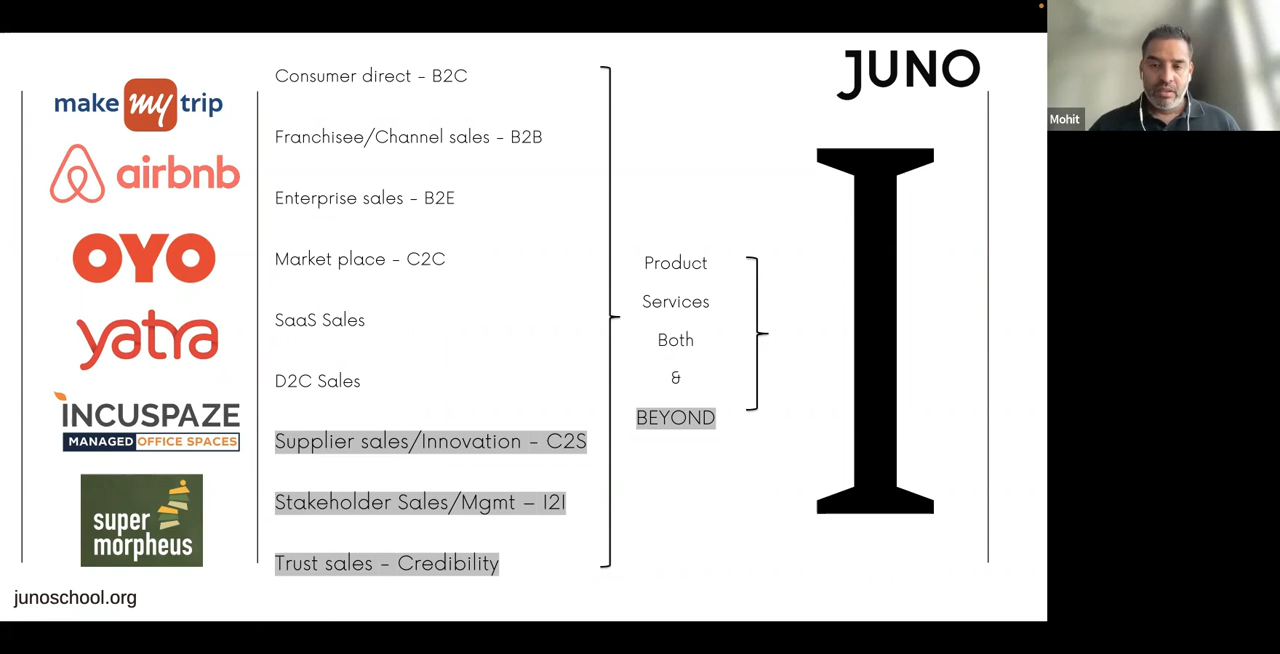 make my trip
airbnb
OYO
yatra
INCUSPAZE
MANAGED OFFICE SPACES
super
morpheus
junoschool.org
Consumer direct - B2C
Franchisee/Channel sales - B2B
Enterprise sales - B2E
Market place - C2C
SaaS Sales
D2C Sales
Supplier sales/Innovation - C2S
Stakeholder Sales/Mgmt – I2I
Trust sales - Credibility
Product
Services
Both
&
BEYOND
JUNO
I
Mohit